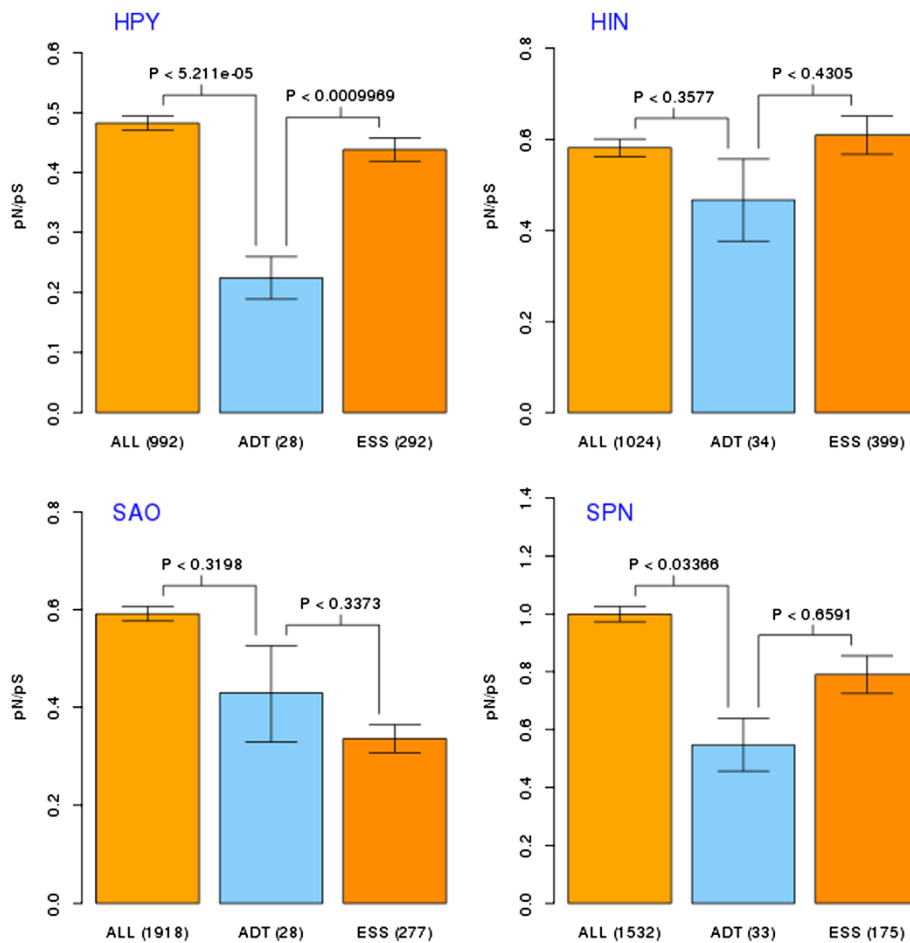 HPY
pN/pS
0.6
0.5
0.4
0.3
0.2
0.1
0.0
P < 5.211e-05
P < 0.0009969
ALL (992) ADT (28) ESS (292)
HIN
pN/pS
0.8
0.6
0.4
0.2
0.0
P < 0.3577
P < 0.4305
ALL (1024) ADT (34) ESS (399)
SAO
pN/pS
0.8
0.6
0.4
0.2
0.0
P < 0.3198
P < 0.3373
ALL (1918) ADT (28) ESS (277)
SPN
pN/pS
1.4
1.2
1.0
0.8
0.6
0.4
0.2
0.0
P < 0.03366
P < 0.6591
ALL (1532) ADT (33) ESS (175)